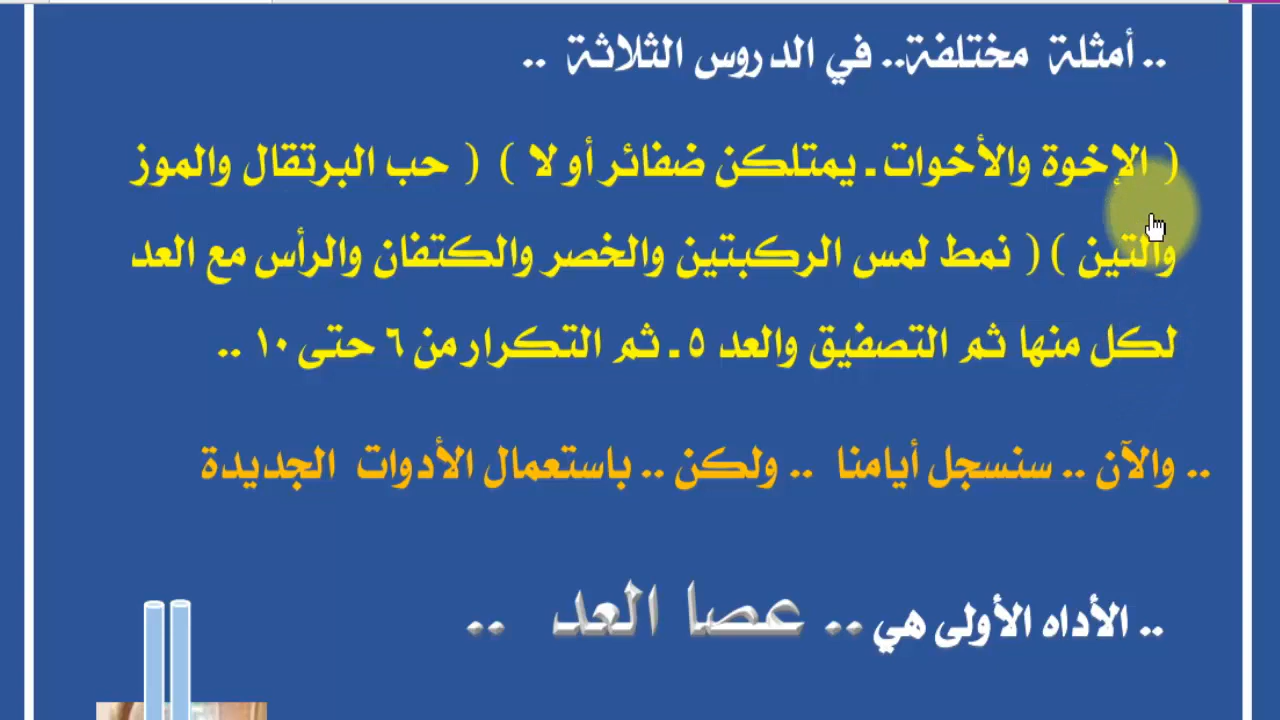 .. أمثلة مختلفة.. في الدروس الثلاثة ..
( الإخوة والأخوات ـ يمتلكن ضفائر أو لا ) ( حب البرتقال والموز
والتين ) ( نمط لمس الركبتين والخصر والكتفان والرأس مع العد
لكل منها ثم التصفيق والعد ٥ ـ ثم التكرار من ٦ حتى ١٠ ..
.. والآن .. سنسجل أيامنا .. ولكن .. باستعمال الأدوات الجديدة
.. الأداه الأولى هي .. عصا العد ..